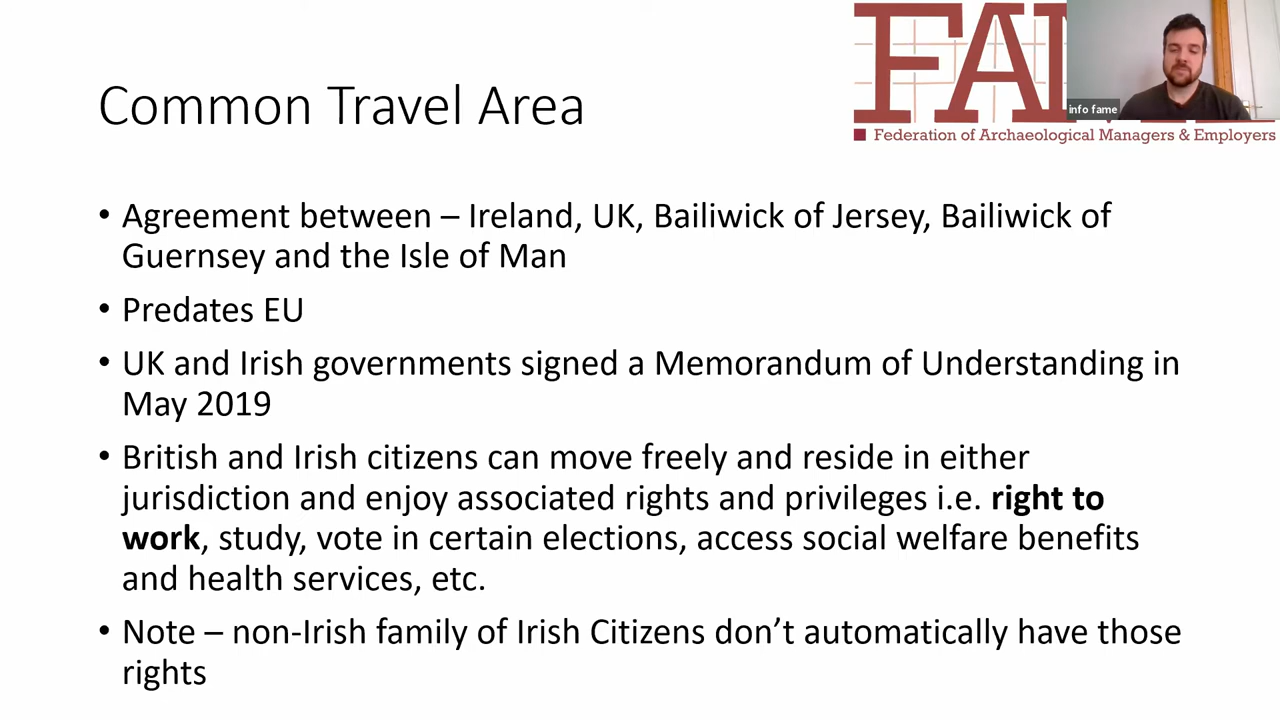 FA
info fame
Federation of Archaeological Managers & Employers
Common Travel Area
• Agreement between – Ireland, UK, Bailiwick of Jersey, Bailiwick of
Guernsey and the Isle of Man
• Predates EU
• UK and Irish governments signed a Memorandum of Understanding in
May 2019
• British and Irish citizens can move freely and reside in either
jurisdiction and enjoy associated rights and privileges i.e. right to
work, study, vote in certain elections, access social welfare benefits
and health services, etc.
• Note – non-Irish family of Irish Citizens don’t automatically have those
rights